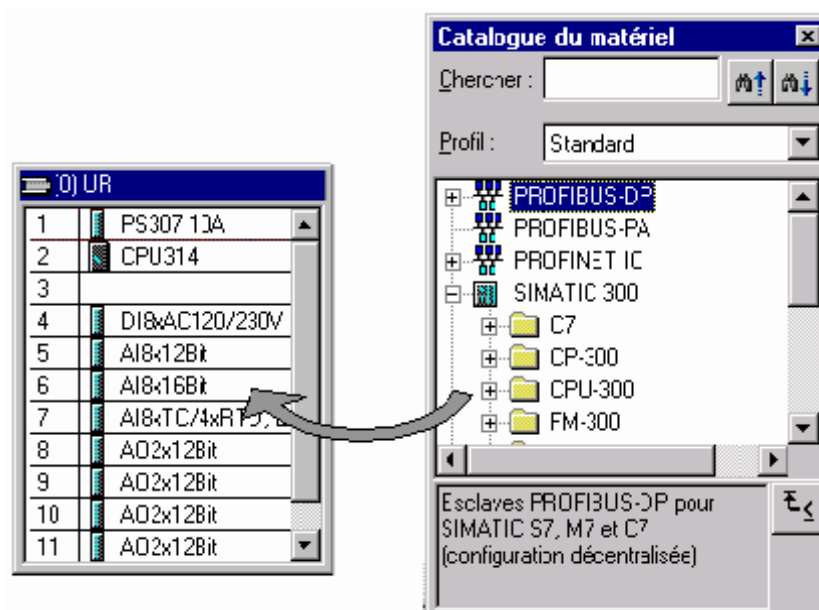 Catalogue du matériel
Chercher :
Profil :
Standard
PROFIBUS-DP
PROFIBUS-PA
PROFINET IO
SIMATIC 300
C7
CP-300
CPU-300
FM-300
Esclaves PROFIBUS-DP pour
SIMATIC S7, M7 et C7
(configuration décentralisée)
(0) UR
1 PS307 10A
2 CPU314
3
4 DI8xAC120/230V
5 AI8x12Bit
6 AI8x16Bit
7 AI8xTC/4xRTD,
8 AO2x12Bit
9 AO2x12Bit
10 AO2x12Bit
11 AO2x12Bit